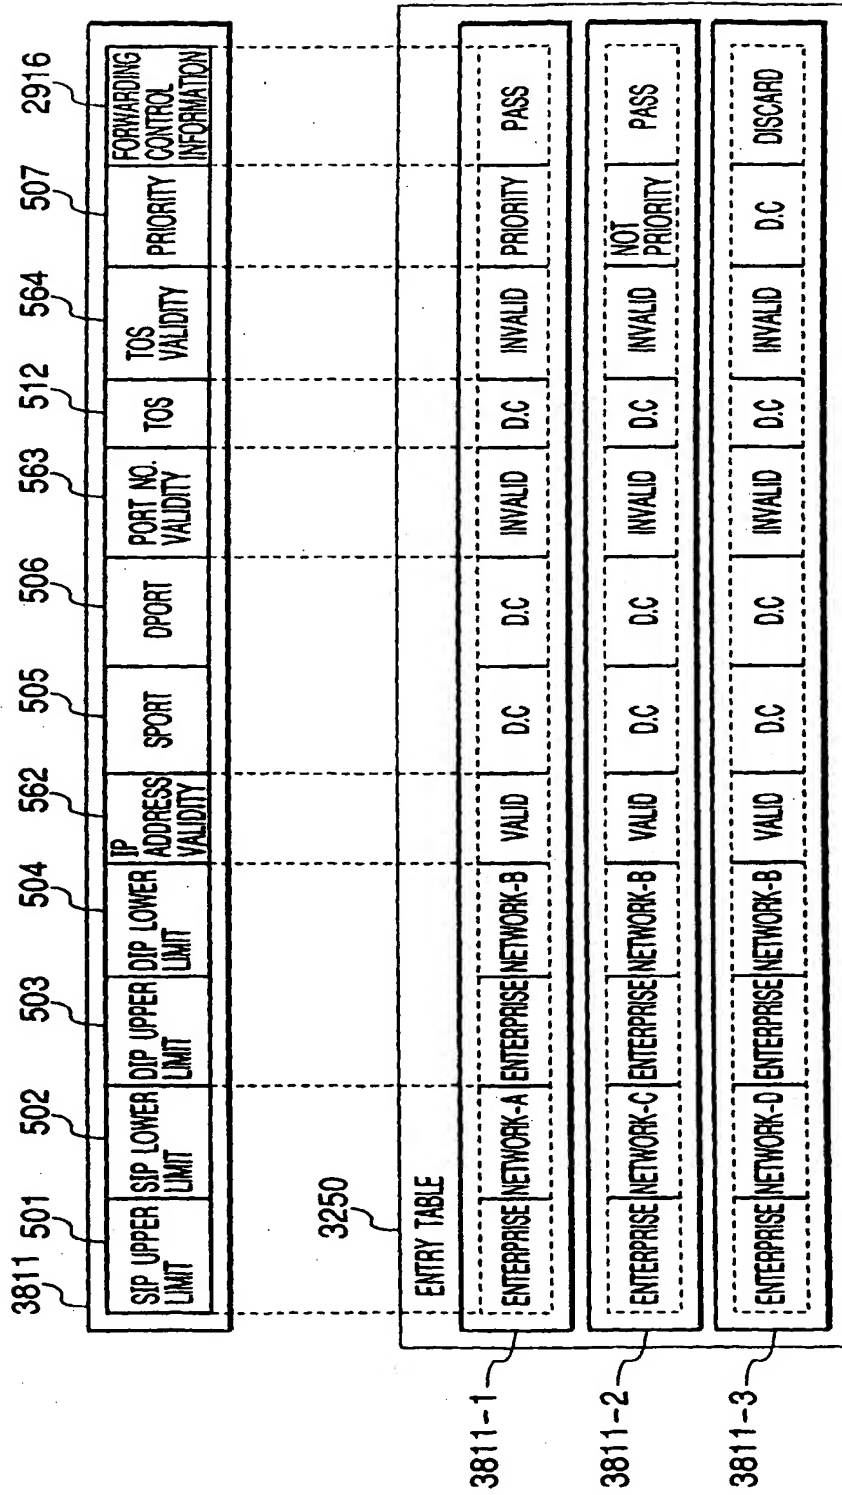 3811
501
502
503
504
562
505
506
563
512
564
507
2916
SIP UPPER
LIMIT
SIP LOWER
LIMIT
DIP UPPER
LIMIT
DIP LOWER
LIMIT
IP
ADDRESS
VALIDITY
SPORT
DPORT
PORT NO.
VALIDITY
TOS
TOS
VALIDITY
PRIORITY
FORWARDING
CONTROL
INFORMATION
3250
ENTRY TABLE
3811-1
ENTERPRISE NETWORK-A ENTERPRISE NETWORK-B VALID D.C D.C INVALID D.C INVALID PRIORITY PASS
3811-2
ENTERPRISE NETWORK-C ENTERPRISE NETWORK-B VALID D.C D.C INVALID D.C INVALID
NOT
PRIORITY
PASS
3811-3
ENTERPRISE NETWORK-D ENTERPRISE NETWORK-B VALID D.C D.C INVALID D.C INVALID D.C DISCARD